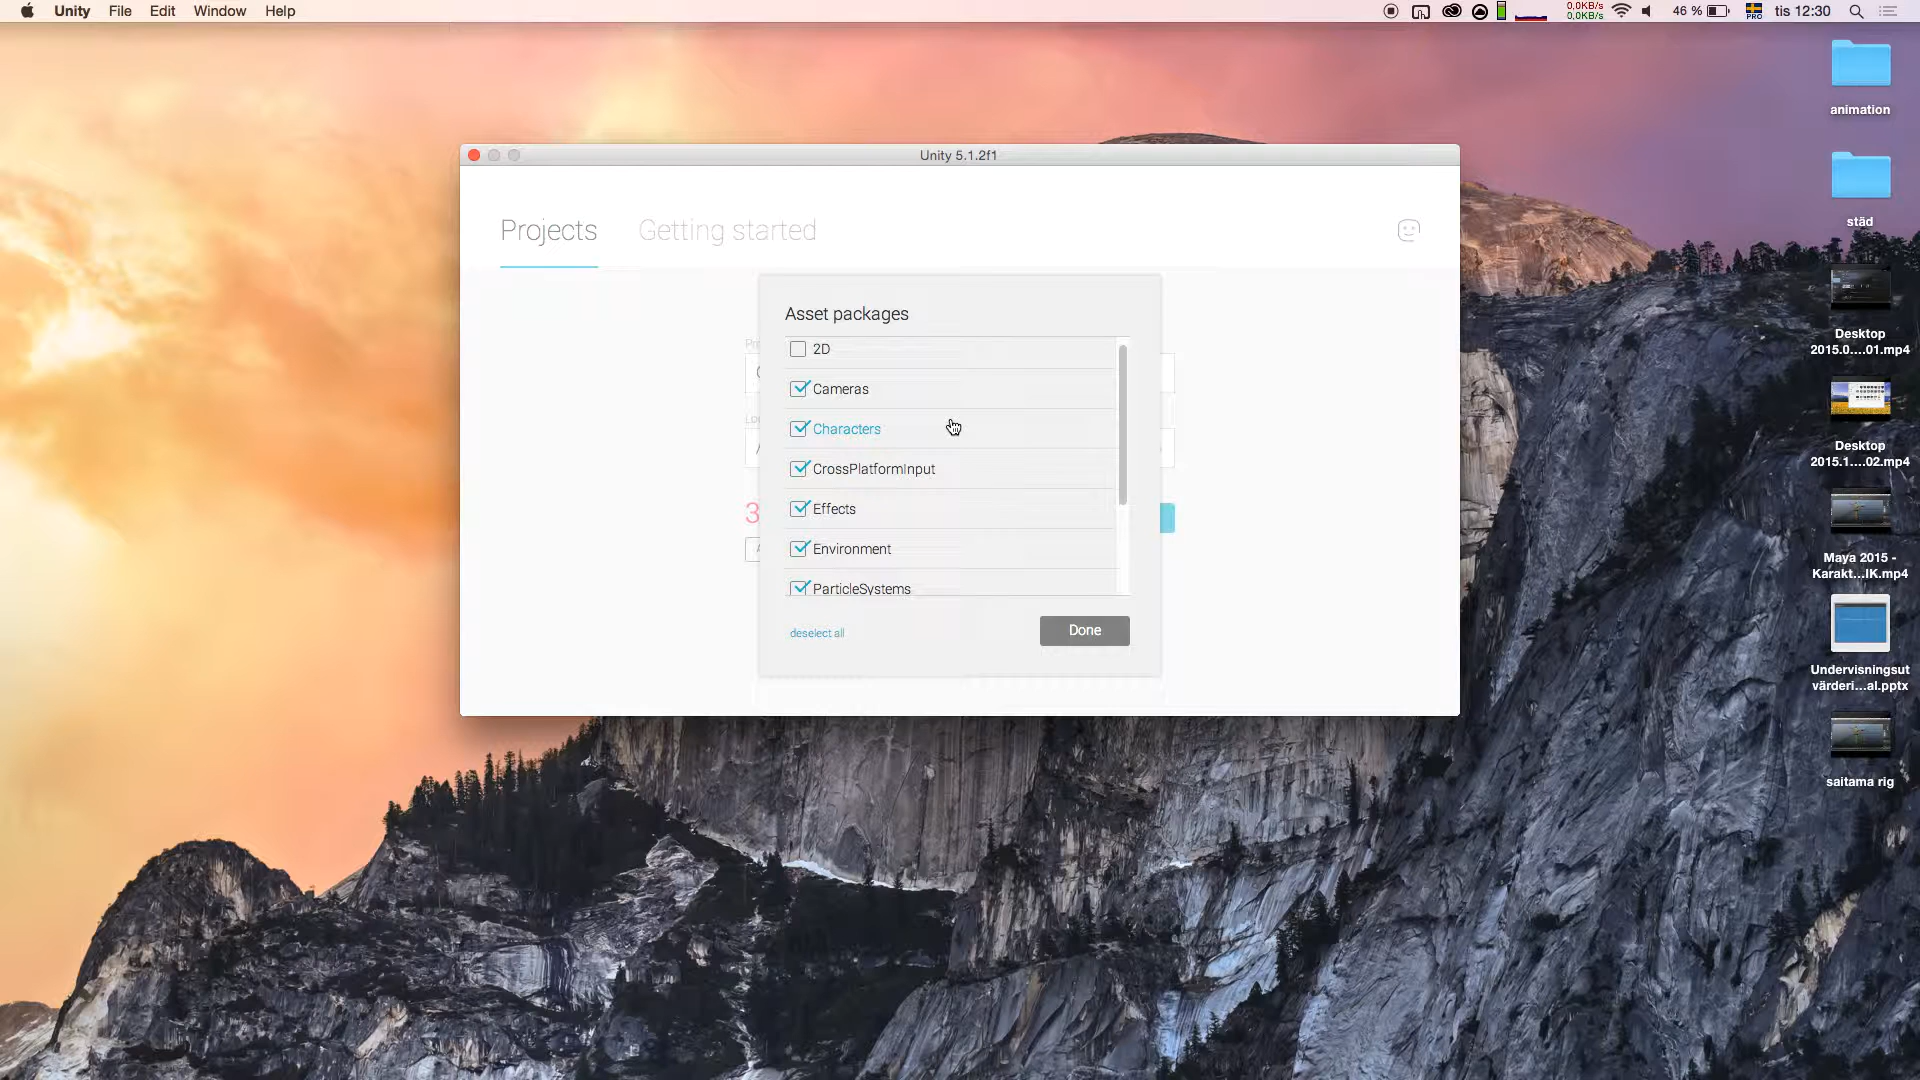 Unity File Edit Window Help
0,0KB/s
0,0KB/s
46 %
PRO
tis 12:30
animation
städ
Desktop
2015.0....01.mp4
Desktop
2015.1....02.mp4
Maya 2015 -
Karakt...IK.mp4
Undervisningsut
värderi...al.pptx
saitama rig
Unity 5.1.2f1
Projects
Getting started
Asset packages
2D
Cameras
Characters
CrossPlatformInput
Effects
Environment
ParticleSystems
deselect all
Done
3